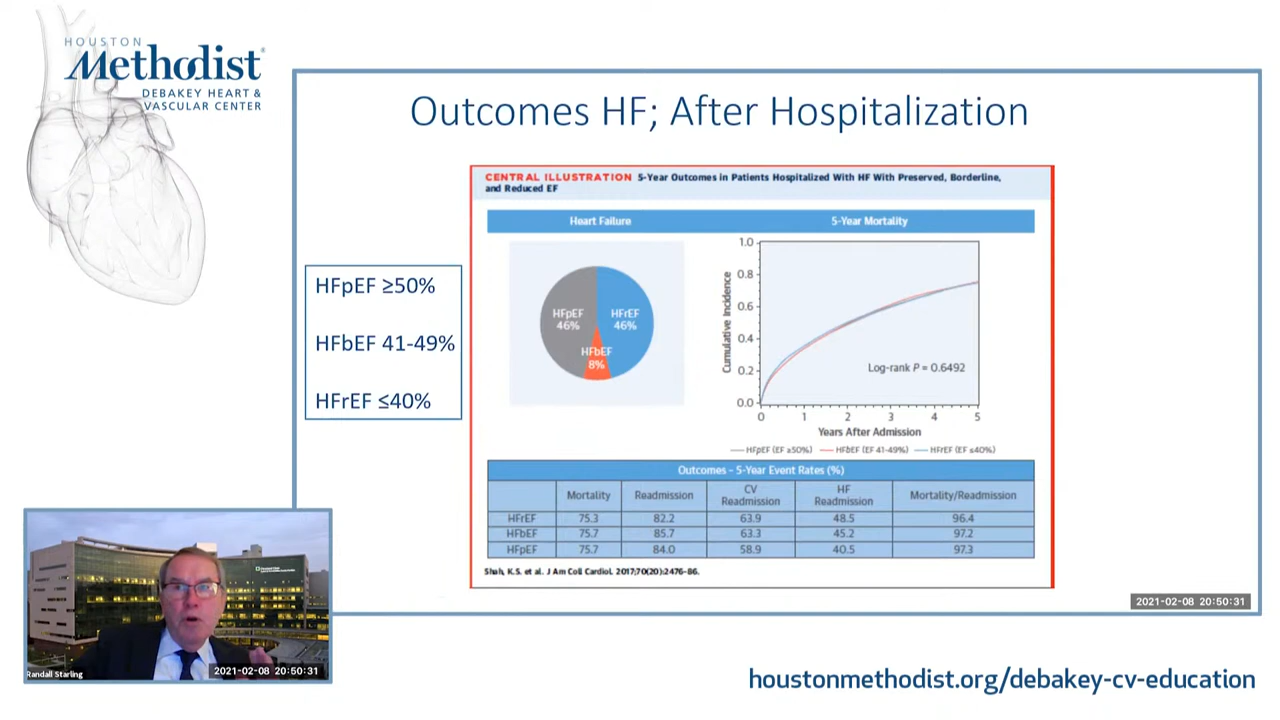 HOUSTON
Methodist
DEBAKEY HEART &
VASCULAR CENTER
Outcomes HF; After Hospitalization
HFpEF ≥50%
HFbEF 41-49%
HFrEF ≤40%
CENTRAL ILLUSTRATION 5-Year Outcomes in Patients Hospitalized With HF With Preserved, Borderline,
and Reduced EF
Heart Failure
HFpEF
46%
HFrEF
46%
HFbEF
8%
5-Year Mortality
Cumulative Incidence
1.0
0.8
0.6
0.4
0.2
0.0
Log-rank P = 0.6492
0 1 2 3 4 5
Years After Admission
HFpEF (EF ≥50%) HFbEF (EF 41-49%) HFrEF (EF ≤40%)
Outcomes - 5-Year Event Rates (%)
Mortality Readmission CV Readmission HF Readmission Mortality/Readmission
HFrEF 75.3 82.2 63.9 48.5 96.4
HFbEF 75.7 85.7 63.3 45.2 97.2
HFpEF 75.7 84.0 58.9 40.5 97.3
Shah, K.S. et al. J Am Coll Cardiol. 2017;70(20):2476-86.
2021-02-08 20:50:31
Randall Starling
2021-02-08 20:50:31
houstonmethodist.org/debakey-cv-education